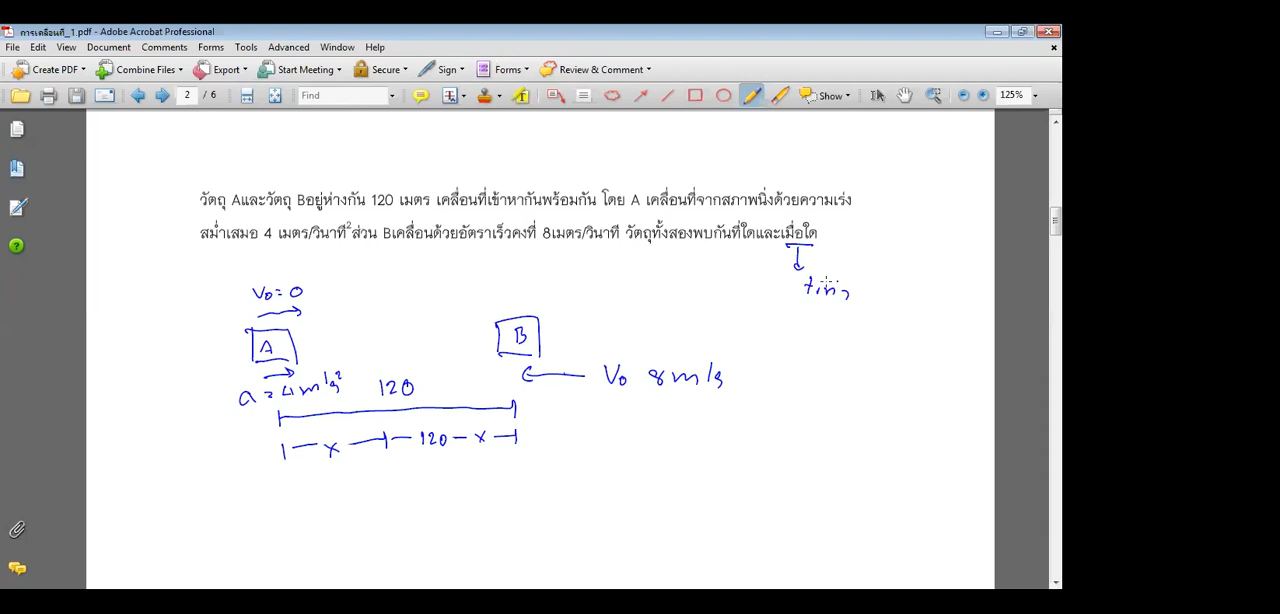 การเคลื่อนที่_1.pdf - Adobe Acrobat Professional
File Edit View Document Comments Forms Tools Advanced Window Help
Create PDF Combine Files Export Start Meeting Secure Sign Forms Review & Comment
2 / 6 Find Show 125%
วัตถุ Aและวัตถุ Bอยู่ห่างกัน 120 เมตร เคลื่อนที่เข้าหากันพร้อมกัน โดย A เคลื่อนที่จากสภาพนิ่งด้วยความเร่ง
สม่ำเสมอ 4 เมตร/วินาที²ส่วน Bเคลื่อนด้วยอัตราเร็วคงที่ 8เมตร/วินาที วัตถุทั้งสองพบกันที่ใดและเมื่อใด
V₀ = 0
A
B
a = 4 m/s²
120
V₀ 8 m/s
x
120 - x